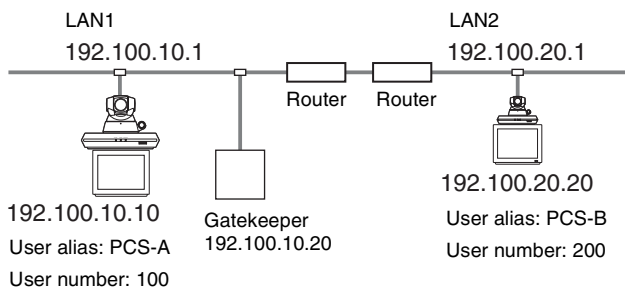 LAN1
192.100.10.1
LAN2
192.100.20.1
Router
Router
192.100.10.10
User alias: PCS-A
User number: 100
Gatekeeper
192.100.10.20
192.100.20.20
User alias: PCS-B
User number: 200